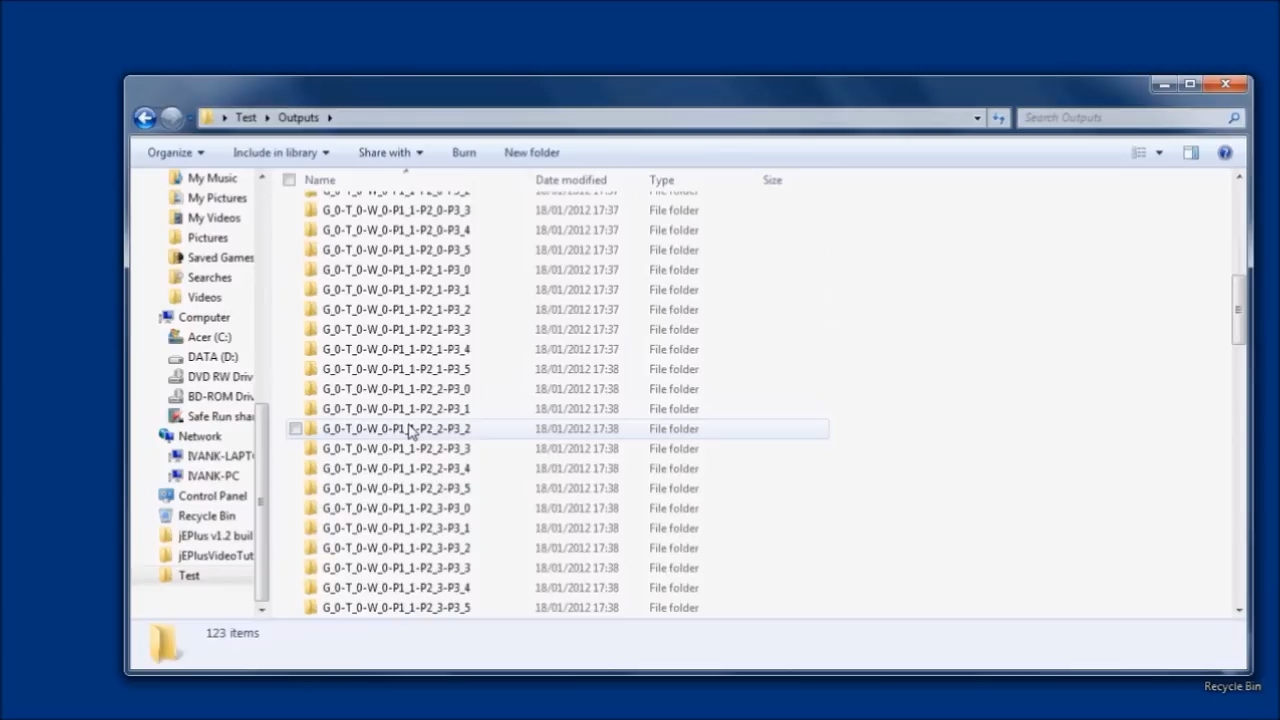 Test Outputs
Search Outputs
Organize Include in library Share with Burn New folder
My Music
My Pictures
My Videos
Pictures
Saved Games
Searches
Videos
Computer
Acer (C:)
DATA (D:)
DVD RW Driv
BD-ROM Driv
Safe Run sha
Network
IVANK-LAPT
IVANK-PC
Control Panel
Recycle Bin
jEPlus v1.2 buil
jEPlusVideoTut
Test
Name Date modified Type Size
G_0-T_0-W_0-P1_1-P2_0-P3_3 18/01/2012 17:37 File folder
G_0-T_0-W_0-P1_1-P2_0-P3_4 18/01/2012 17:37 File folder
G_0-T_0-W_0-P1_1-P2_0-P3_5 18/01/2012 17:37 File folder
G_0-T_0-W_0-P1_1-P2_1-P3_0 18/01/2012 17:37 File folder
G_0-T_0-W_0-P1_1-P2_1-P3_1 18/01/2012 17:37 File folder
G_0-T_0-W_0-P1_1-P2_1-P3_2 18/01/2012 17:37 File folder
G_0-T_0-W_0-P1_1-P2_1-P3_3 18/01/2012 17:37 File folder
G_0-T_0-W_0-P1_1-P2_1-P3_4 18/01/2012 17:37 File folder
G_0-T_0-W_0-P1_1-P2_1-P3_5 18/01/2012 17:38 File folder
G_0-T_0-W_0-P1_1-P2_2-P3_0 18/01/2012 17:38 File folder
G_0-T_0-W_0-P1_1-P2_2-P3_1 18/01/2012 17:38 File folder
G_0-T_0-W_0-P1_1-P2_2-P3_2 18/01/2012 17:38 File folder
G_0-T_0-W_0-P1_1-P2_2-P3_3 18/01/2012 17:38 File folder
G_0-T_0-W_0-P1_1-P2_2-P3_4 18/01/2012 17:38 File folder
G_0-T_0-W_0-P1_1-P2_2-P3_5 18/01/2012 17:38 File folder
G_0-T_0-W_0-P1_1-P2_3-P3_0 18/01/2012 17:38 File folder
G_0-T_0-W_0-P1_1-P2_3-P3_1 18/01/2012 17:38 File folder
G_0-T_0-W_0-P1_1-P2_3-P3_2 18/01/2012 17:38 File folder
G_0-T_0-W_0-P1_1-P2_3-P3_3 18/01/2012 17:38 File folder
G_0-T_0-W_0-P1_1-P2_3-P3_4 18/01/2012 17:38 File folder
G_0-T_0-W_0-P1_1-P2_3-P3_5 18/01/2012 17:38 File folder
123 items
Recycle Bin